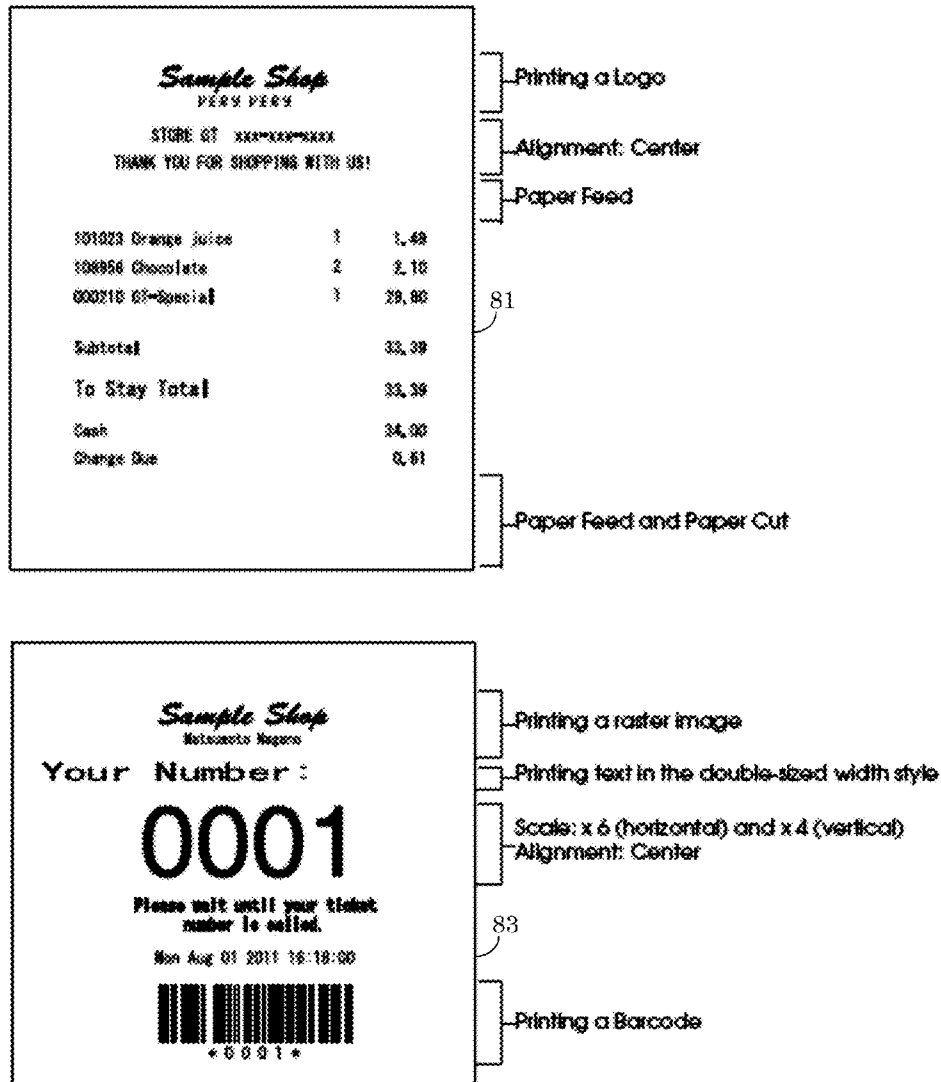 Sample Shop
VERY VERY
STORE GT xxx-xxx-xxxx
THANK YOU FOR SHOPPING WITH US!
101023 Orange juice 1 1.49
106956 Chocolate 2 2.10
000210 GT-Special 1 29.80
Subtotal 33.39
To Stay Total 33.39
Cash 34.00
Change Due 0.61
Printing a Logo
Alignment: Center
Paper Feed
81
Paper Feed and Paper Cut
Sample Shop
Matsumoto Nagano
Your Number:
0001
Please wait until your ticket
number is called.
Mon Aug 01 2011 16:18:00
*0001*
Printing a raster image
Printing text in the double-sized width style
Scale: x 6 (horizontal) and x 4 (vertical)
Alignment: Center
83
Printing a Barcode